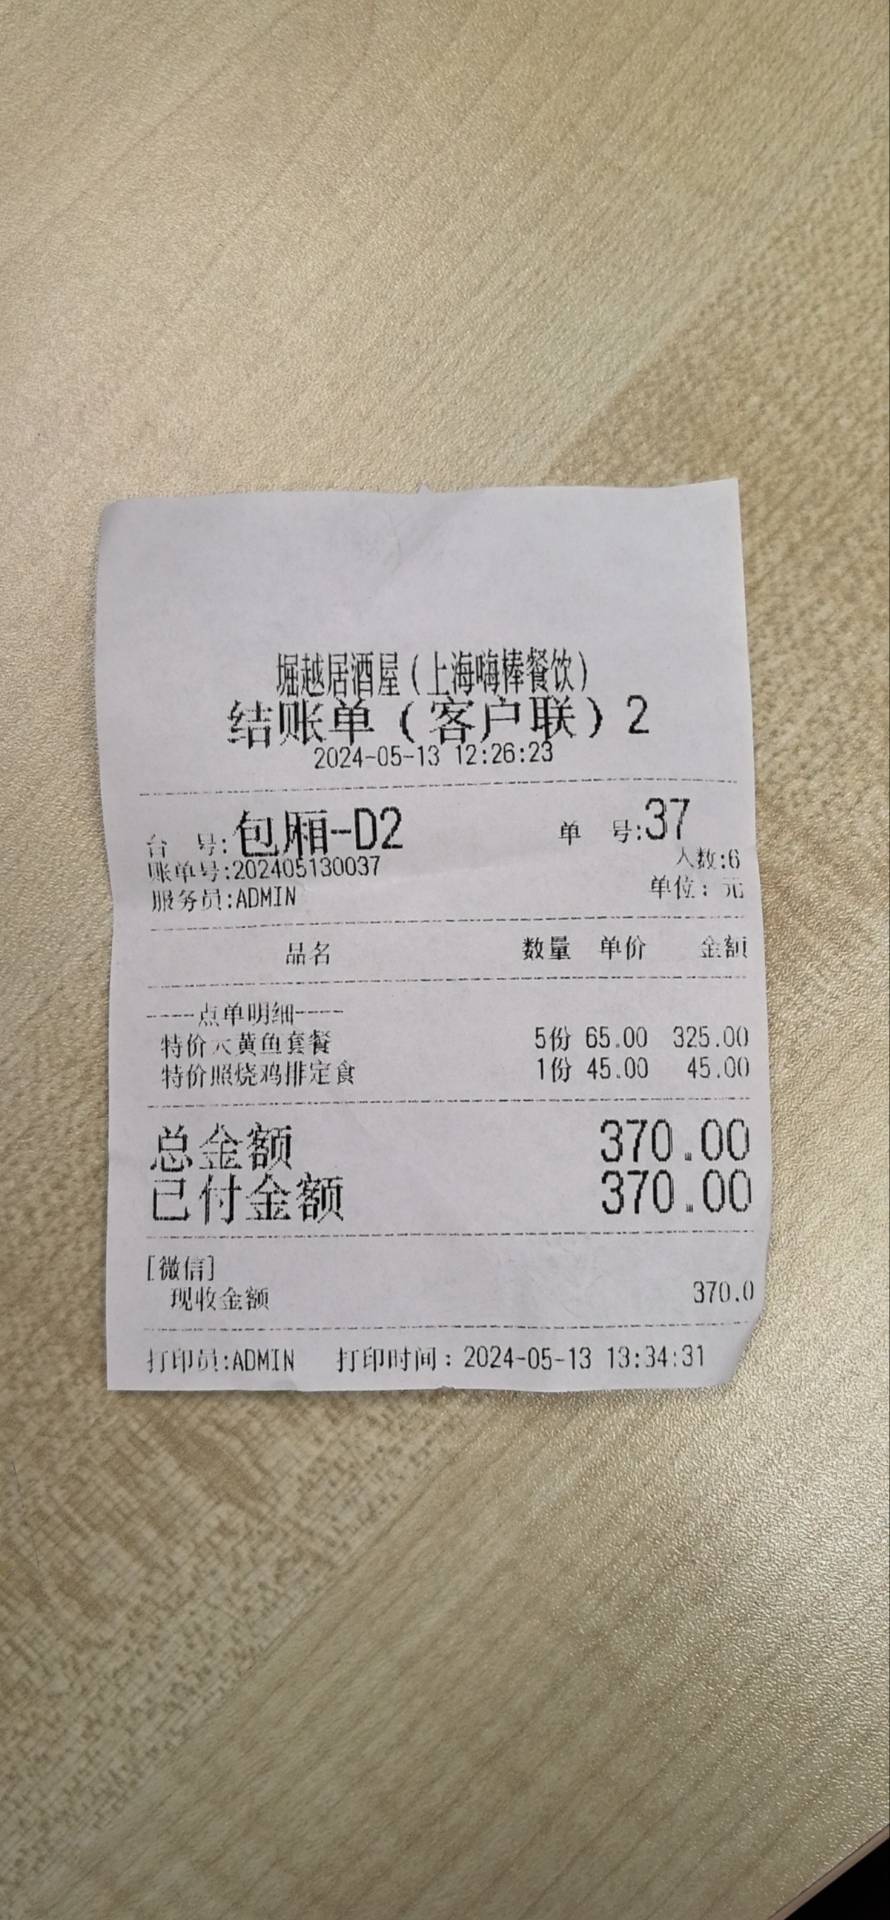 堀越居酒屋(上海嗨棒餐饮)
结账单(客户联)2
2024-05-13 12:26:23
台 号:包厢-D2 单 号:37
账单号:202405130037 人数:6
服务员:ADMIN 单位:元
品名 数量 单价 金额
----点单明细----
特价大黄鱼套餐 5份 65.00 325.00
特价照烧鸡排定食 1份 45.00 45.00
总金额 370.00
已付金额 370.00
[微信]
现收金额 370.0
打印员:ADMIN 打印时间:2024-05-13 13:34:31